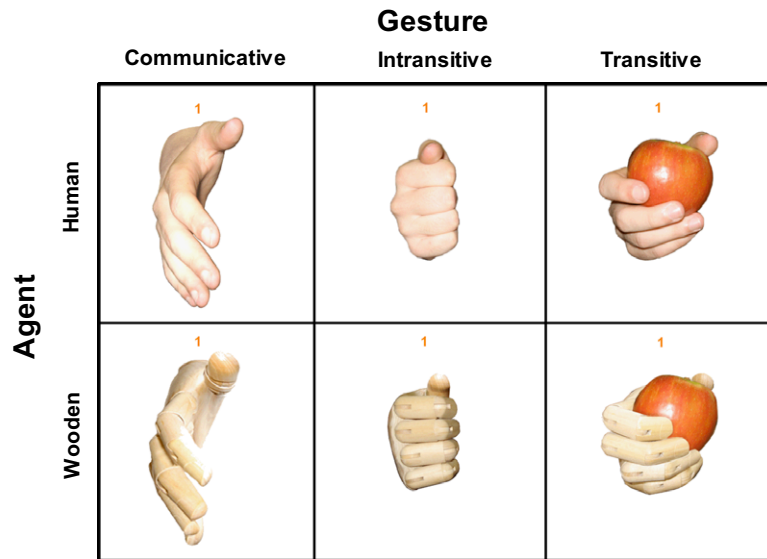 Gesture
Communicative Intransitive Transitive
1 1 1
Human
Agent
1 1 1
Wooden